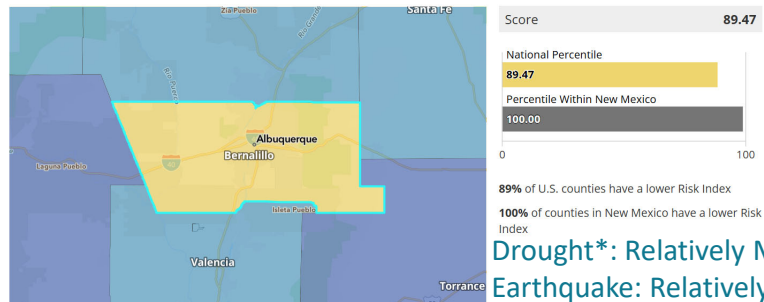 Zia Pueblo
Santa Fe
Rio Grande
Rio Puerco
Albuquerque
Bernalillo
Laguna Pueblo
Isleta Pueblo
Valencia
Torrance
Score 89.47
National Percentile
89.47
Percentile Within New Mexico
100.00
0 100
89% of U.S. counties have a lower Risk Index
100% of counties in New Mexico have a lower Risk
Index
Drought*: Relatively M
Earthquake: Relatively